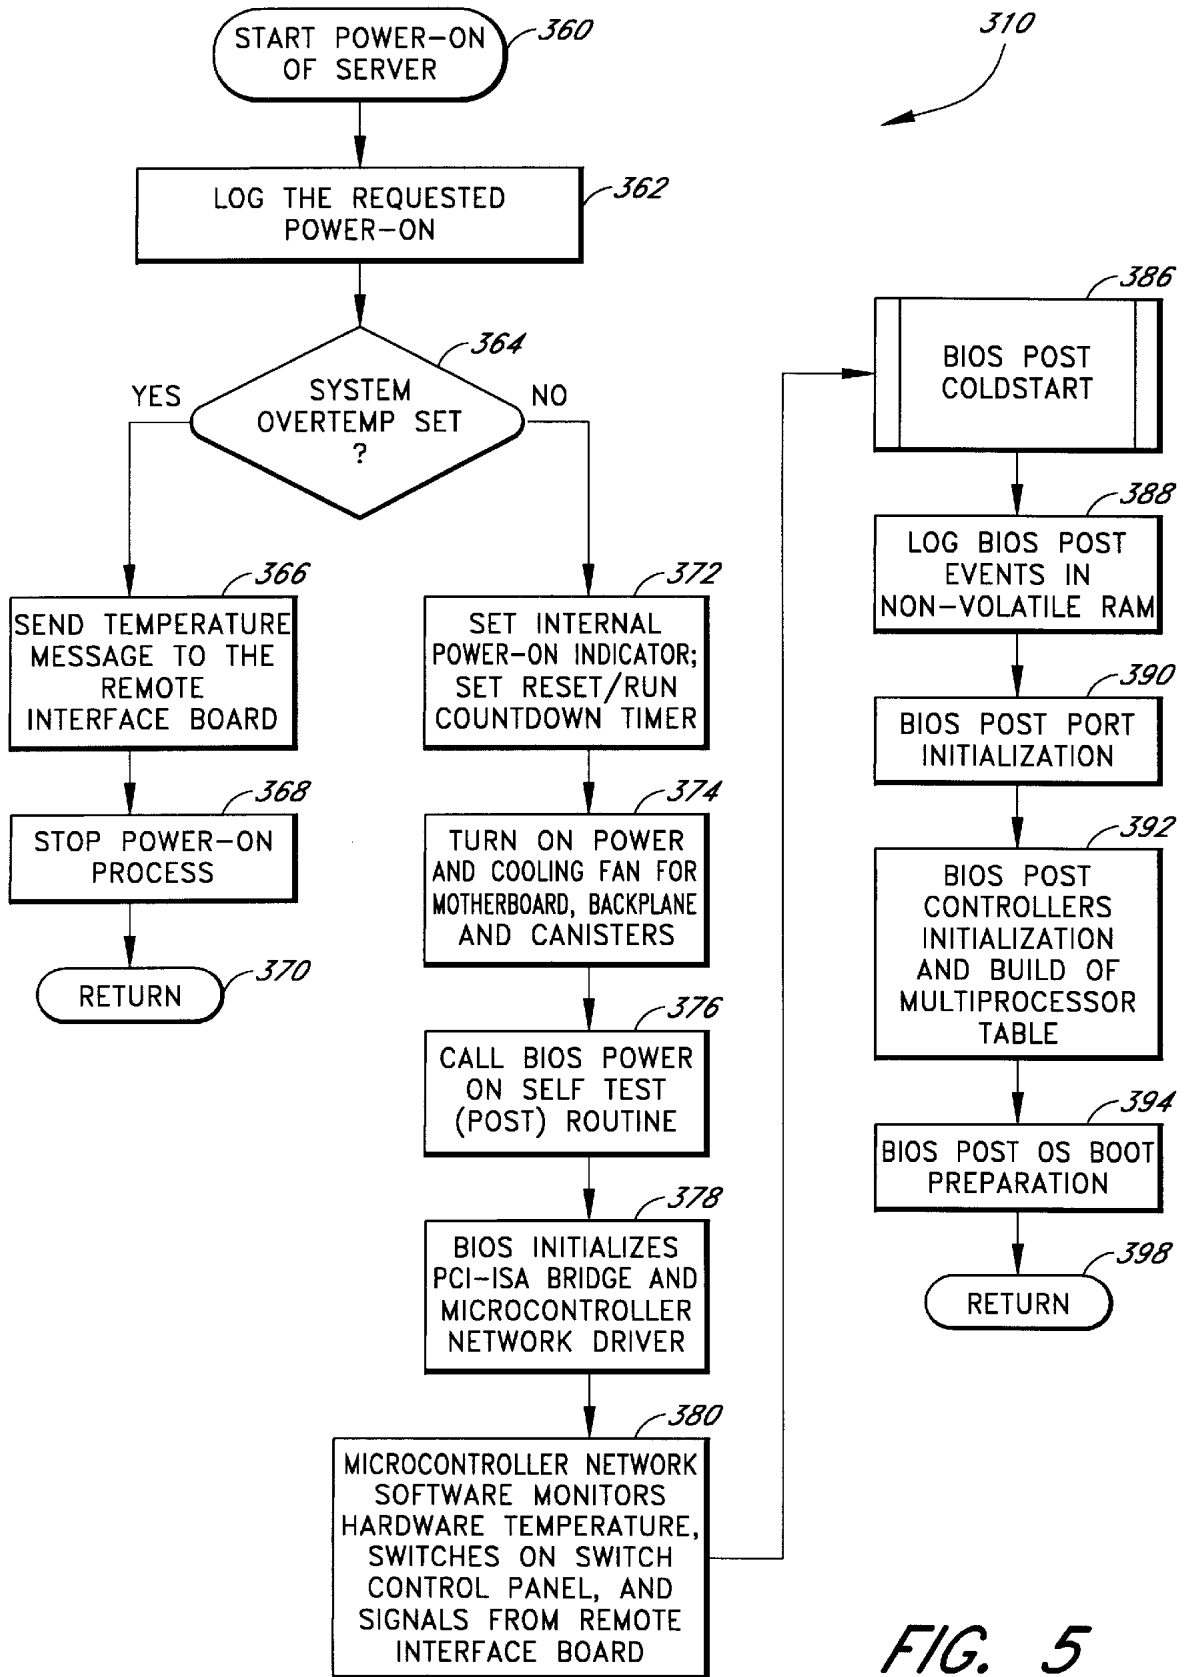 START POWER-ON
OF SERVER
360
310
LOG THE REQUESTED
POWER-ON
362
SYSTEM
OVERTEMP SET
?
364
YES
NO
SEND TEMPERATURE
MESSAGE TO THE
REMOTE
INTERFACE BOARD
366
STOP POWER-ON
PROCESS
368
RETURN
370
SET INTERNAL
POWER-ON INDICATOR;
SET RESET/RUN
COUNTDOWN TIMER
372
TURN ON POWER
AND COOLING FAN FOR
MOTHERBOARD, BACKPLANE
AND CANISTERS
374
CALL BIOS POWER
ON SELF TEST
(POST) ROUTINE
376
BIOS INITIALIZES
PCI-ISA BRIDGE AND
MICROCONTROLLER
NETWORK DRIVER
378
MICROCONTROLLER NETWORK
SOFTWARE MONITORS
HARDWARE TEMPERATURE,
SWITCHES ON SWITCH
CONTROL PANEL, AND
SIGNALS FROM REMOTE
INTERFACE BOARD
380
BIOS POST
COLDSTART
386
LOG BIOS POST
EVENTS IN
NON-VOLATILE RAM
388
BIOS POST PORT
INITIALIZATION
390
BIOS POST
CONTROLLERS
INITIALIZATION
AND BUILD OF
MULTIPROCESSOR
TABLE
392
BIOS POST OS BOOT
PREPARATION
394
RETURN
398
FIG. 5